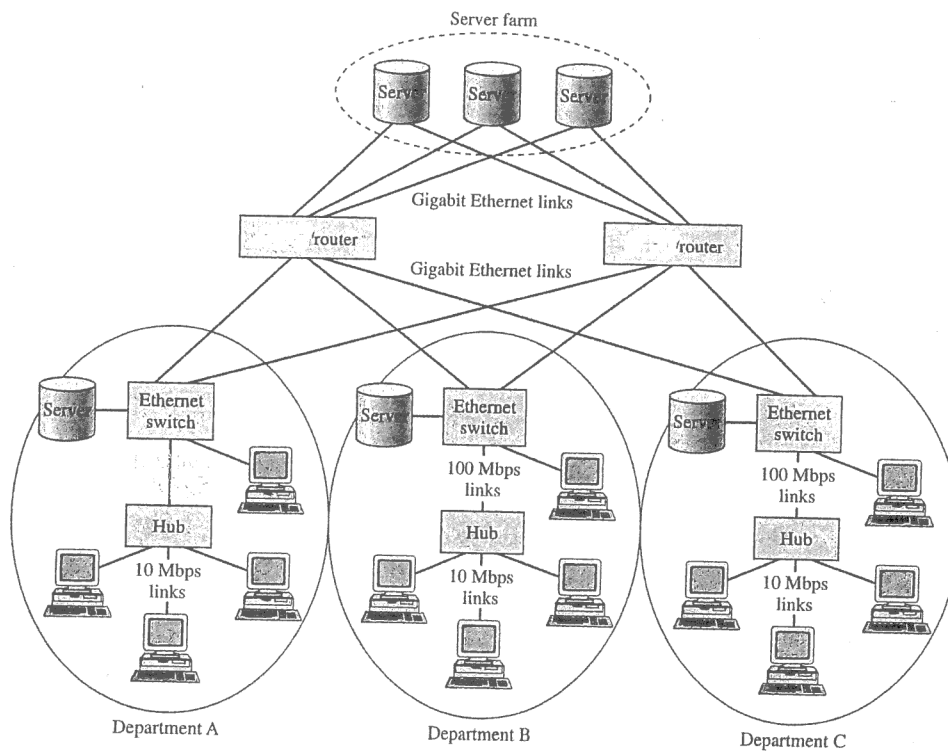 Server farm
Server
Server
Server
Gigabit Ethernet links
/router
/router
Gigabit Ethernet links
Server
Ethernet
switch
Server
Ethernet
switch
Server
Ethernet
switch
100 Mbps
links
100 Mbps
links
Hub
Hub
Hub
10 Mbps
links
10 Mbps
links
10 Mbps
links
Department A
Department B
Department C